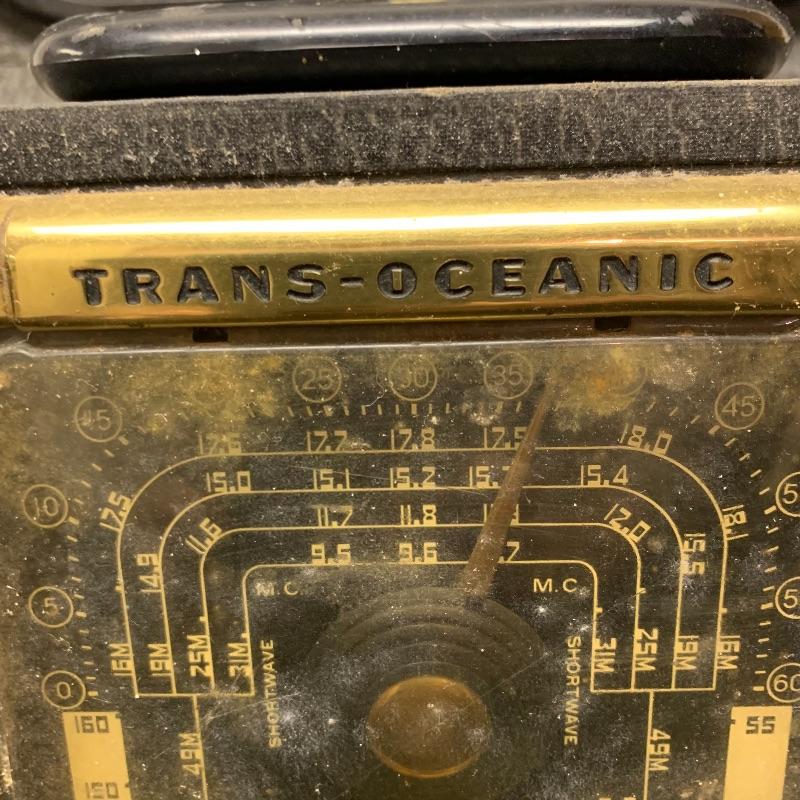 TRANS-OCEANIC
25 30 35
15 45
17.6 17.7 17.8 17.9 18.0
15.0 15.1 15.2 15.3 15.4
10 17.5 11.6 11.7 11.8 12.0 18.1
14.9 9.5 9.6 15.5
M.C. M.C.
5
16M 19M 25M 31M SHORTWAVE SHORTWAVE 31M 25M 19M 16M
0 60
160 49M 49M 55
150